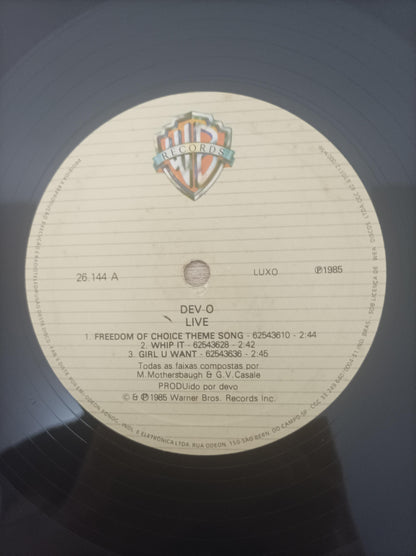 WB
RECORDS
26.144 A
LUXO
℗1985
DEV-O
LIVE
1. FREEDOM OF CHOICE THEME SONG - 62543610 - 2:44
2. WHIP IT - 62543628 - 2:42
3. GIRL U WANT - 62543636 - 2:45
Todas as faixas compostas por
M. Mothersbaugh & G.V. Casale
PRODUido por devo
© & ℗ 1985 Warner Bros. Records Inc.